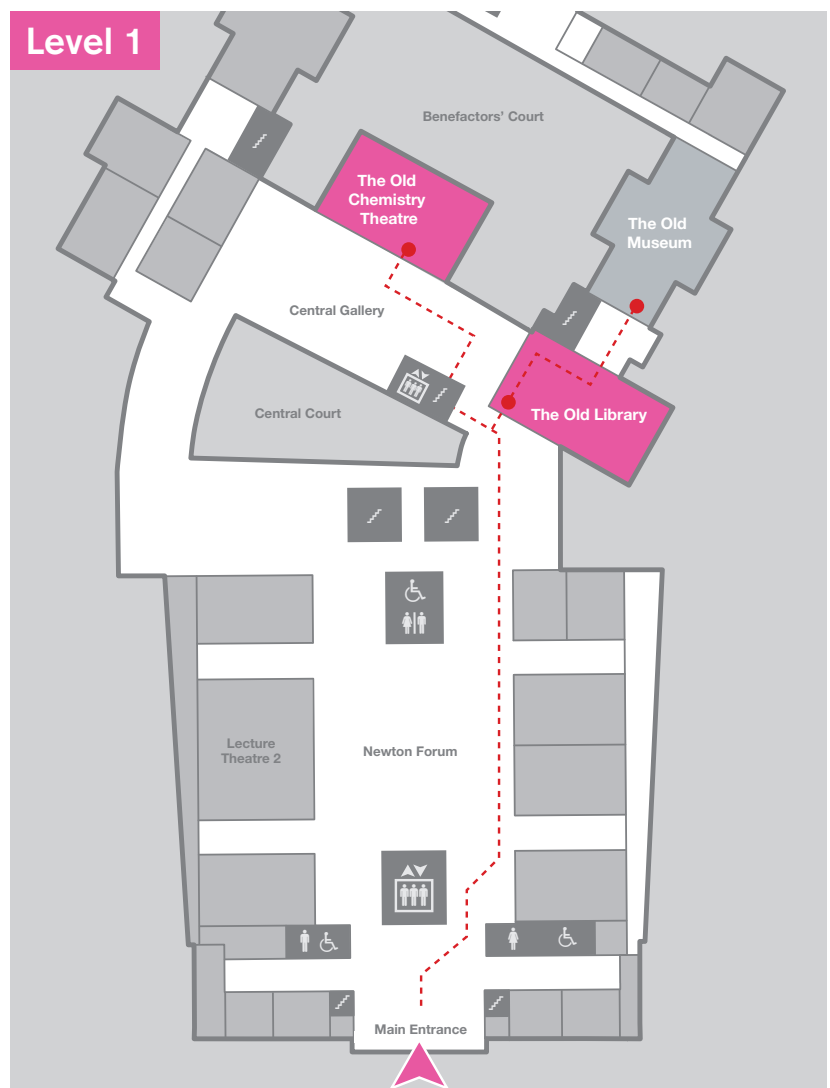 Level 1
Benefactors' Court
The Old
Chemistry
Theatre
The Old
Museum
Central Gallery
Central Court
The Old Library
Lecture
Theatre 2
Newton Forum
Main Entrance